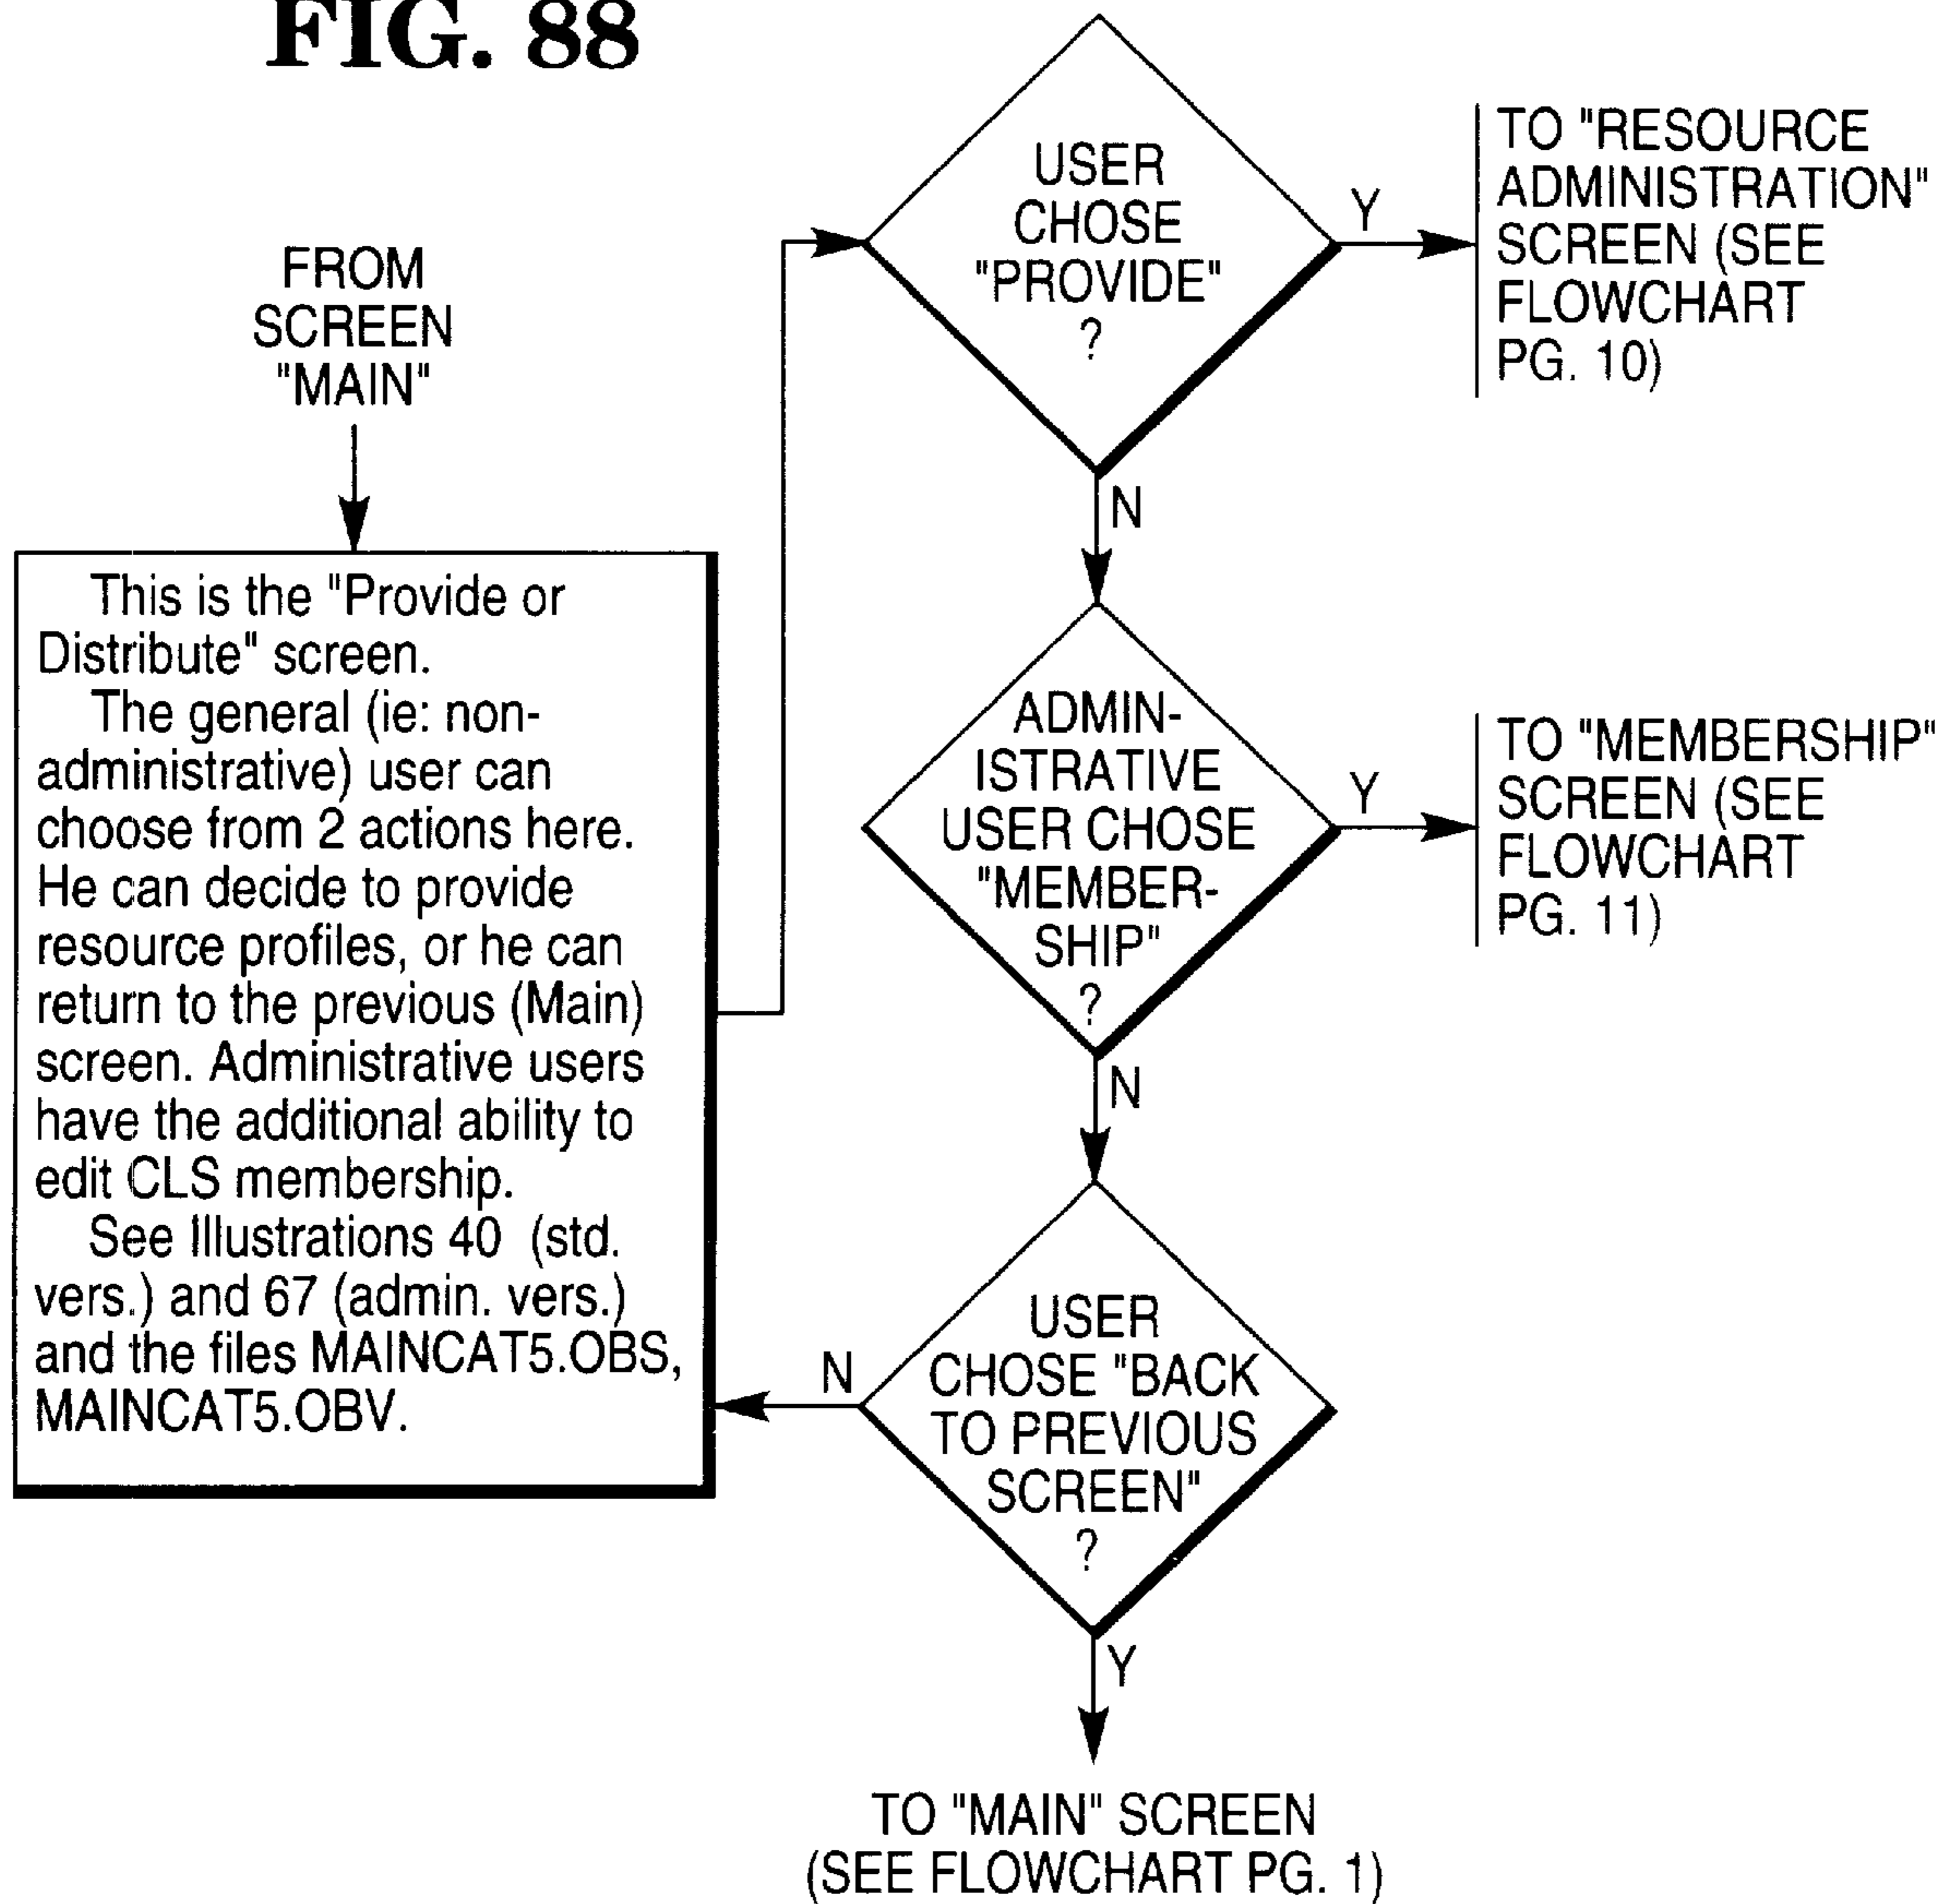 FIG. 88
FROM
SCREEN
"MAIN"
This is the "Provide or
Distribute" screen.
The general (ie: non-
administrative) user can
choose from 2 actions here.
He can decide to provide
resource profiles, or he can
return to the previous (Main)
screen. Administrative users
have the additional ability to
edit CLS membership.
See Illustrations 40 (std.
vers.) and 67 (admin. vers.)
and the files MAINCAT5.OBS,
MAINCAT5.OBV.
USER
CHOSE
"PROVIDE"
?
Y
TO "RESOURCE
ADMINISTRATION"
SCREEN (SEE
FLOWCHART
PG. 10)
N
ADMIN-
ISTRATIVE
USER CHOSE
"MEMBER-
SHIP"
?
Y
TO "MEMBERSHIP"
SCREEN (SEE
FLOWCHART
PG. 11)
N
USER
CHOSE "BACK
TO PREVIOUS
SCREEN"
?
N
Y
TO "MAIN" SCREEN
(SEE FLOWCHART PG. 1)